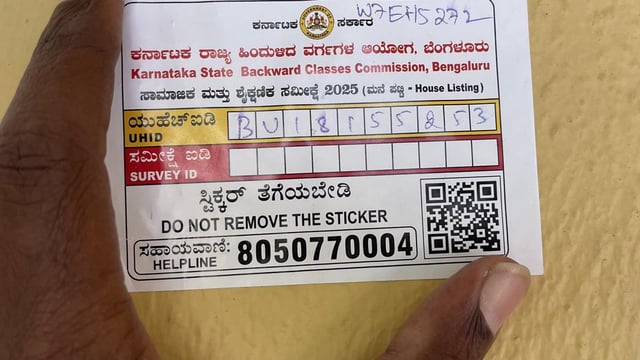 W7EH5272
ಕರ್ನಾಟಕ ಸರ್ಕಾರ
ಕರ್ನಾಟಕ ರಾಜ್ಯ ಹಿಂದುಳಿದ ವರ್ಗಗಳ ಆಯೋಗ, ಬೆಂಗಳೂರು
Karnataka State Backward Classes Commission, Bengaluru
ಸಾಮಾಜಿಕ ಮತ್ತು ಶೈಕ್ಷಣಿಕ ಸಮೀಕ್ಷೆ 2025 (ಮನೆ ಪಟ್ಟಿ - House Listing)
ಯುಹೆಚ್‌ಐಡಿ BU18155253
UHID
ಸಮೀಕ್ಷೆ ಐಡಿ
SURVEY ID
ಸ್ಟಿಕ್ಕರ್ ತೆಗೆಯಬೇಡಿ
DO NOT REMOVE THE STICKER
ಸಹಾಯವಾಣಿ: 8050770004
HELPLINE